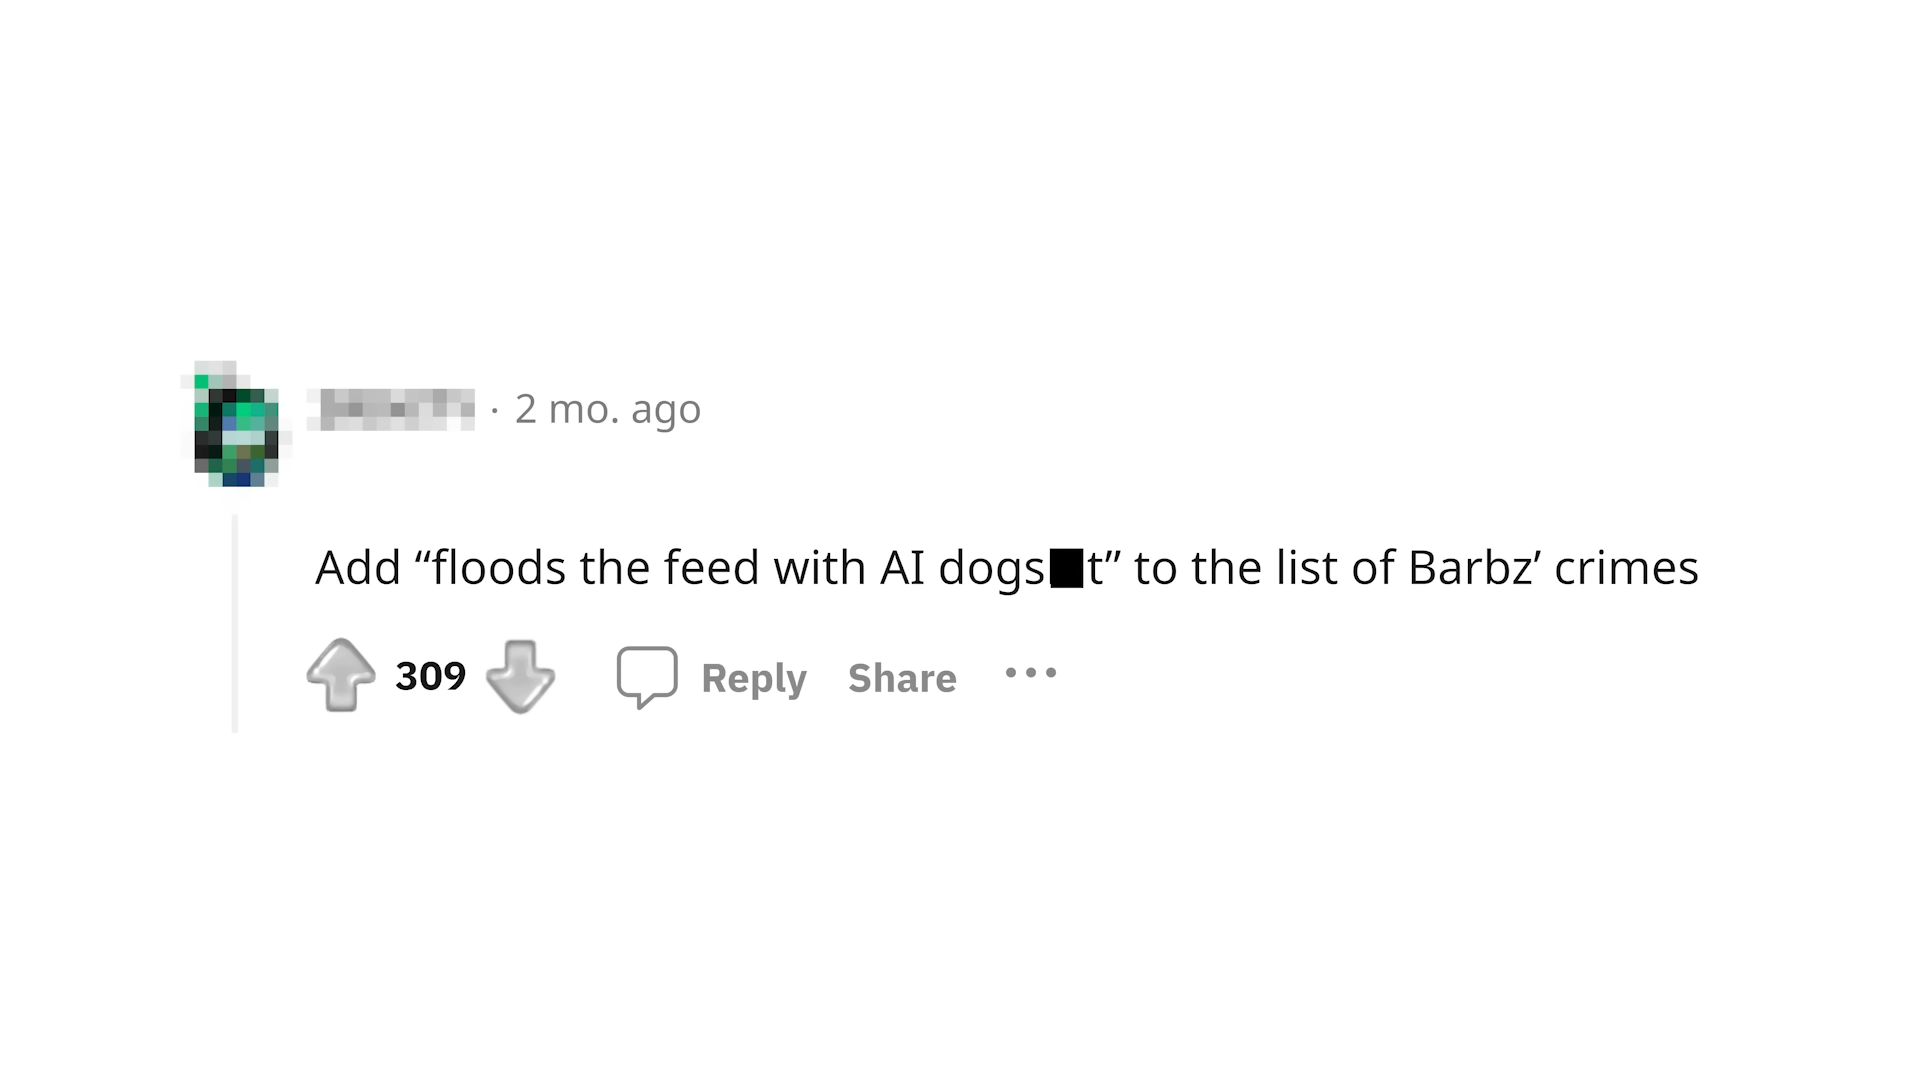 · 2 mo. ago
Add “floods the feed with AI dogs■t” to the list of Barbz’ crimes
309 Reply Share ···